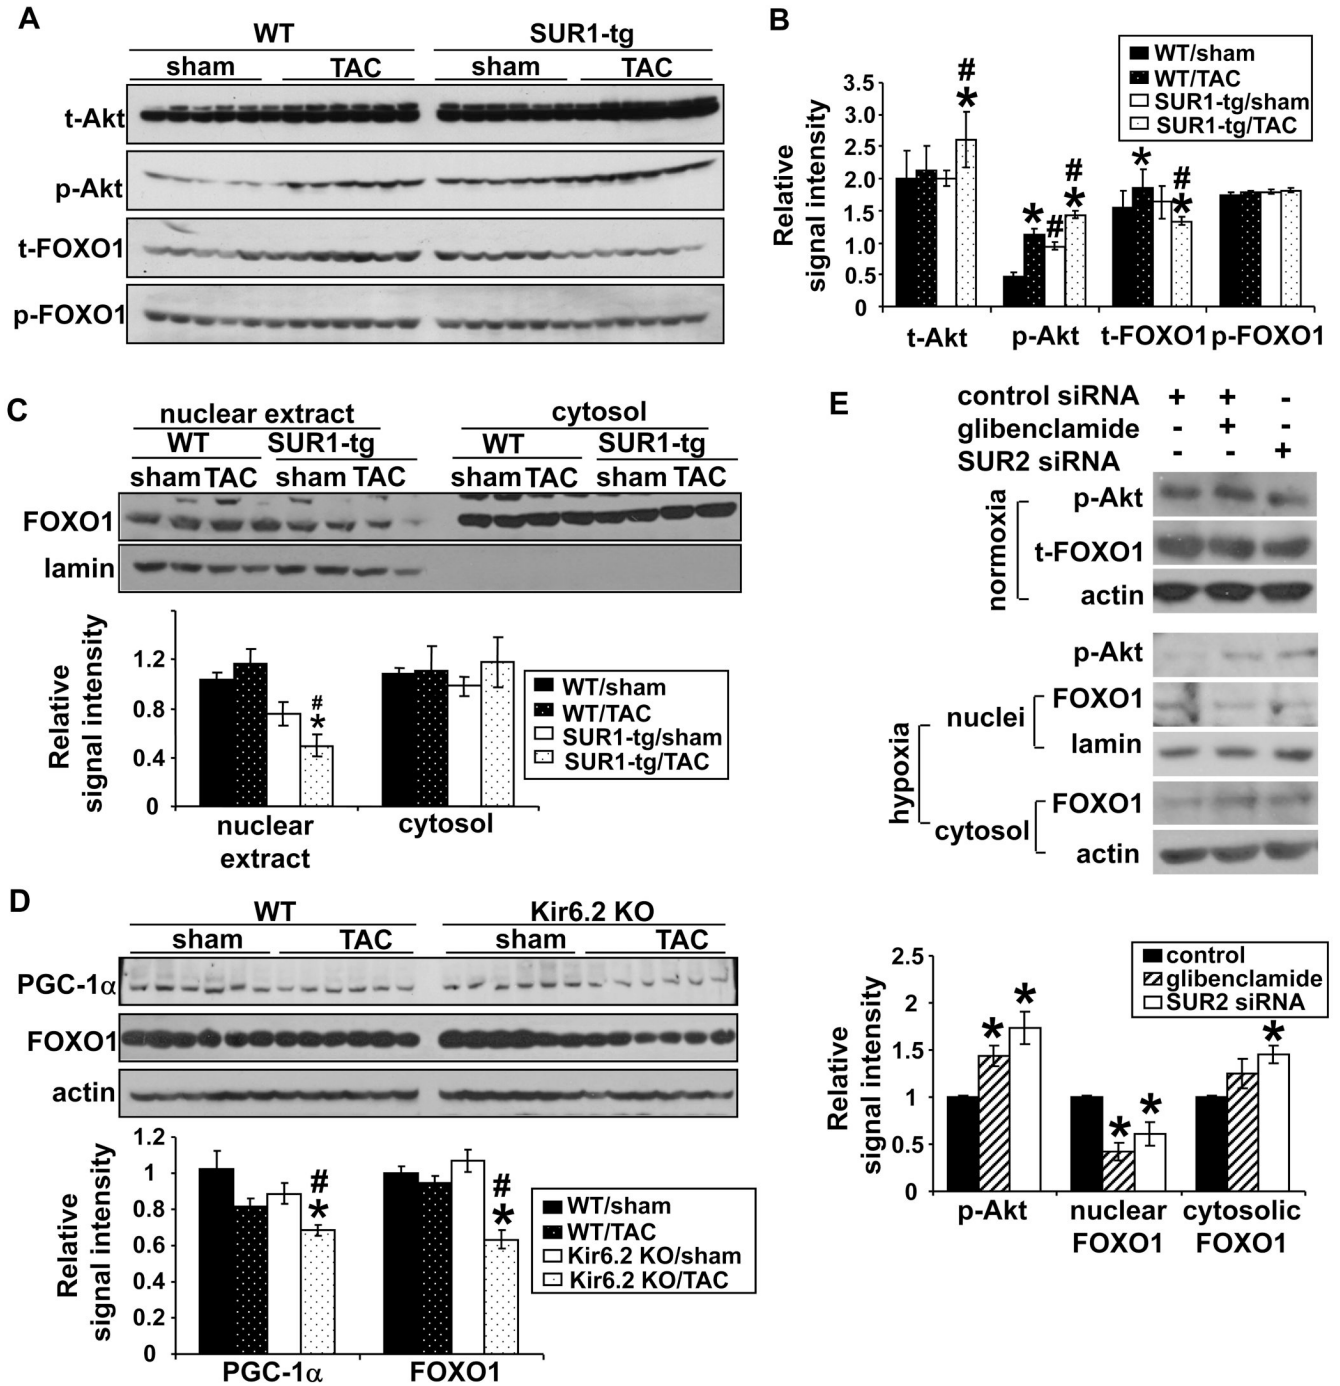 A
WT
SUR1-tg
sham
TAC
sham
TAC
t-Akt
p-Akt
t-FOXO1
p-FOXO1
B
WT/sham
WT/TAC
SUR1-tg/sham
SUR1-tg/TAC
Relative
signal intensity
3.5
3.0
2.5
2.0
1.5
1.0
0.5
0
#
*
*
#
#
*
*
#
*
t-Akt
p-Akt
t-FOXO1
p-FOXO1
C
nuclear extract
cytosol
WT
SUR1-tg
WT
SUR1-tg
sham
TAC
sham
TAC
sham
TAC
sham
TAC
FOXO1
lamin
Relative
signal intensity
1.2
0.8
0.4
0
#
*
nuclear
extract
cytosol
WT/sham
WT/TAC
SUR1-tg/sham
SUR1-tg/TAC
D
WT
Kir6.2 KO
sham
TAC
sham
TAC
PGC-1α
FOXO1
actin
Relative
signal intensity
1.2
1
0.8
0.6
0.4
0.2
0
#
*
#
*
PGC-1α
FOXO1
WT/sham
WT/TAC
Kir6.2 KO/sham
Kir6.2 KO/TAC
E
control siRNA + + -
glibenclamide - + -
SUR2 siRNA - - +
normoxia
p-Akt
t-FOXO1
actin
hypoxia
p-Akt
nuclei
FOXO1
lamin
cytosol
FOXO1
actin
control
glibenclamide
SUR2 siRNA
Relative
signal intensity
2.5
2
1.5
1
0.5
0
*
*
*
*
*
p-Akt
nuclear
FOXO1
cytosolic
FOXO1